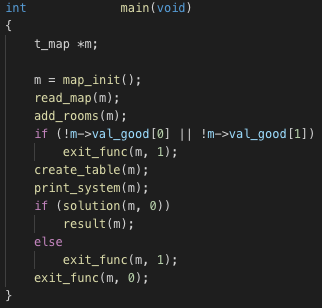 int             main(void)
{
    t_map *m;

    m = map_init();
    read_map(m);
    add_rooms(m);
    if (!m->val_good[0] || !m->val_good[1])
        exit_func(m, 1);
    create_table(m);
    print_system(m);
    if (solution(m, 0))
        result(m);
    else
        exit_func(m, 1);
    exit_func(m, 0);
}